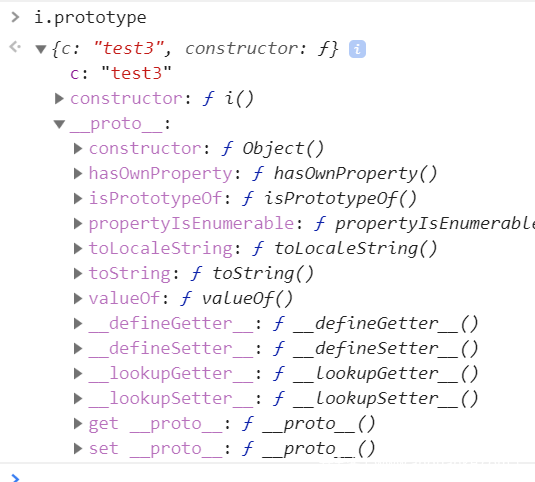 i.prototype
{c: "test3", constructor: ƒ} i
c: "test3"
constructor: ƒ i()
__proto__:
constructor: ƒ Object()
hasOwnProperty: ƒ hasOwnProperty()
isPrototypeOf: ƒ isPrototypeOf()
propertyIsEnumerable: ƒ propertyIsEnumerable
toLocaleString: ƒ toLocaleString()
toString: ƒ toString()
valueOf: ƒ valueOf()
__defineGetter__: ƒ __defineGetter__()
__defineSetter__: ƒ __defineSetter__()
__lookupGetter__: ƒ __lookupGetter__()
__lookupSetter__: ƒ __lookupSetter__()
get __proto__: ƒ __proto__()
set __proto__: ƒ __proto__()